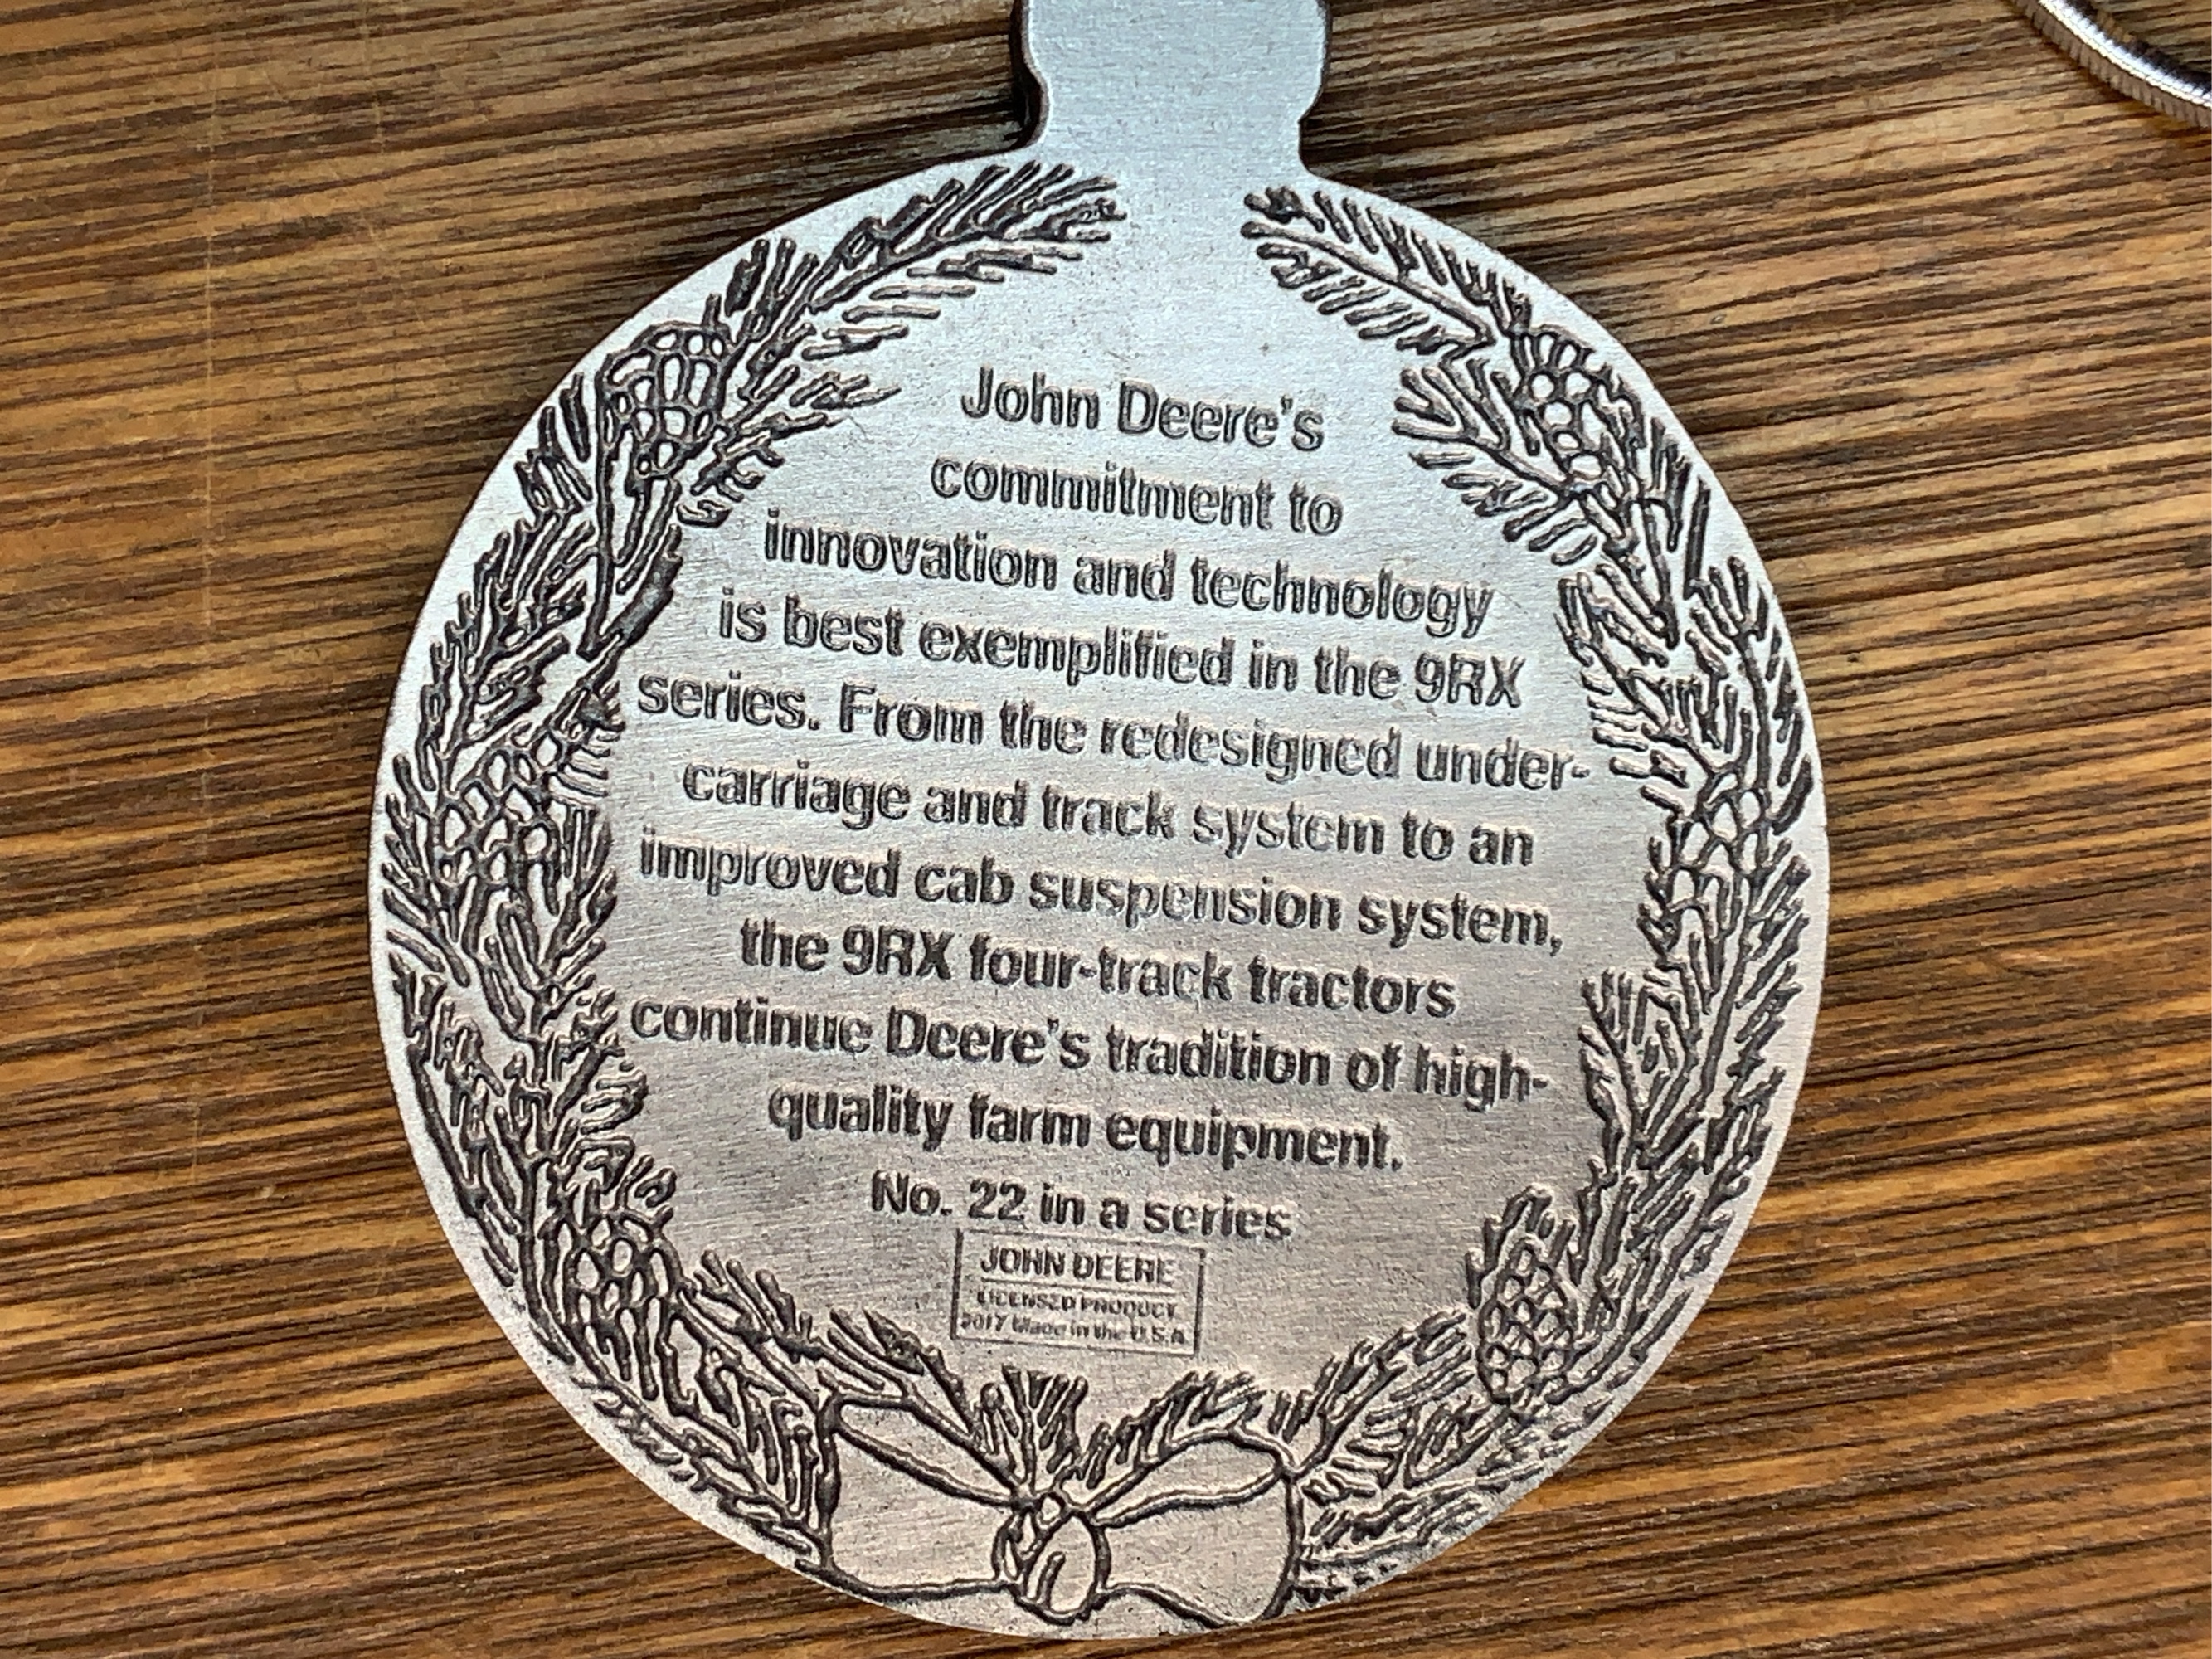 John Deere's
commitment to
innovation and technology
is best exemplified in the 9RX
series. From the redesigned under-
carriage and track system to an
improved cab suspension system,
the 9RX four-track tractors
continue Deere's tradition of high-
quality farm equipment.
No. 22 in a series
JOHN DEERE
LICENSED PRODUCT
2017 Made in the U.S.A.